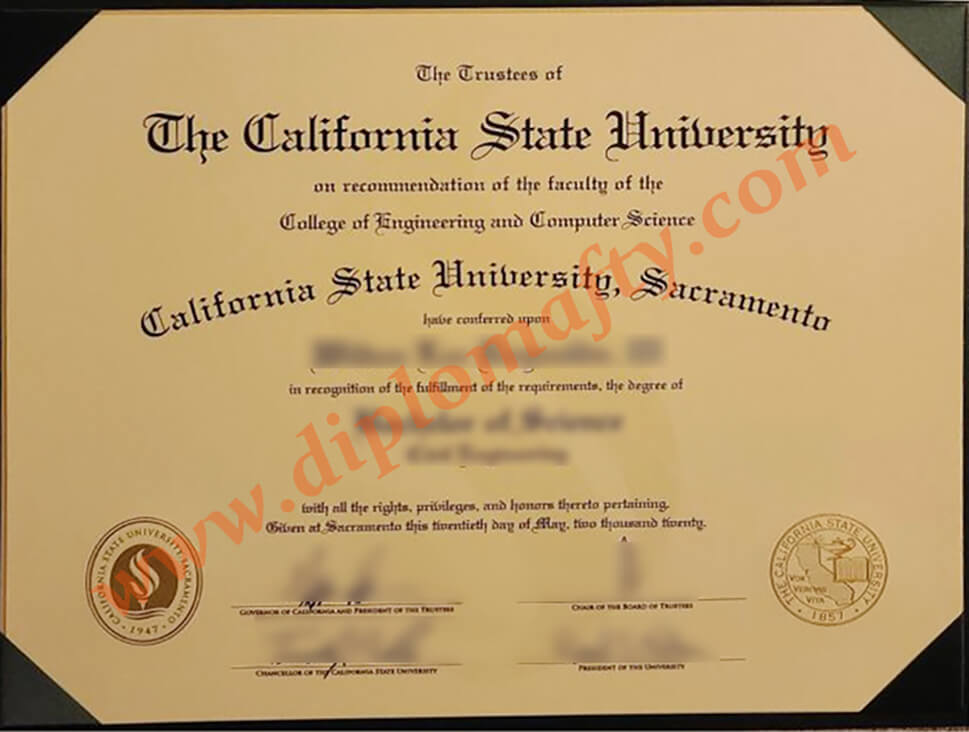 The Trustees of
The California State University
on recommendation of the faculty of the
College of Engineering and Computer Science
California State University, Sacramento
have conferred upon
in recognition of the fulfillment of the requirements, the degree of
Bachelor of Science
Civil Engineering
with all the rights, privileges, and honors thereto pertaining.
Given at Sacramento this twentieth day of May, two thousand twenty.
GOVERNOR OF CALIFORNIA AND PRESIDENT OF THE TRUSTEES
CHAIR OF THE BOARD OF TRUSTEES
CHANCELLOR OF THE CALIFORNIA STATE UNIVERSITY
PRESIDENT OF THE UNIVERSITY
CALIFORNIA STATE UNIVERSITY, SACRAMENTO
• 1947 •
THE CALIFORNIA STATE UNIVERSITY
VOX
VERITAS
VITA
• 1857 •
www.diplomafty.com